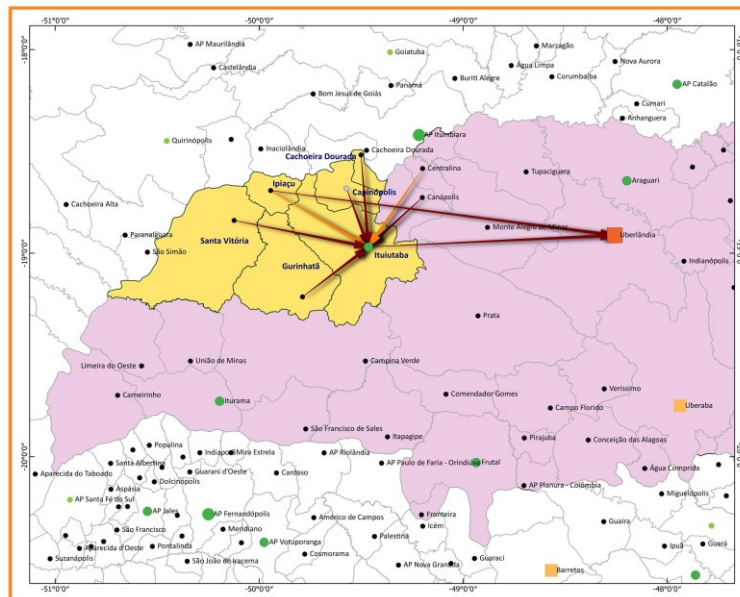 -51°0'0" -50°0'0" -49°0'0" -48°0'0"
-18°0'0"
AP Maurilândia
Goiatuba
Marzagão
Castelândia
Água Limpa
Nova Aurora
Panamá
Buriti Alegre
Corumbaíba
AP Catalão
Bom Jesus de Goiás
Cumari
Anhanguera
AP Itumbiara
Quirinópolis
Inaciolândia
Cachoeira Dourada
Cachoeira Dourada
Centralina
Tupaciguara
Araguari
Ipiaçu
Capinópolis
Canápolis
Cachoeira Alta
Paranaiguara
Santa Vitória
Monte Alegre de Minas
Uberlândia
-19°0'0"
São Simão
Ituiutaba
Gurinhatã
Indianópolis
Prata
União de Minas
Campina Verde
Limeira do Oeste
Carneirinho
Iturama
Comendador Gomes
Veríssimo
Campo Florido
Uberaba
São Francisco de Sales
Itapagipe
Pirajuba
Conceição das Alagoas
Popalina
Indiaporã
Mira Estrela
AP Riolândia
-20°0'0"
Santa Albertina
AP Paulo de Faria - Orindiuva
Frutal
Aparecida do Taboado
Guarani d'Oeste
Cardoso
Água Comprida
Dolcinópolis
Aspásia
AP Planura - Colômbia
Miguelópolis
AP Santa Fé do Sul
AP Jales
AP Fernandópolis
Américo de Campos
Fronteira
Icém
Guaíra
São Francisco
Meridiano
Palestina
Aparecida d'Oeste
Pontalinda
AP Votuporanga
Ipuã
Guará
Suzanápolis
São João de Iracema
Cosmorama
AP Nova Granada
Guaraci
Barretos